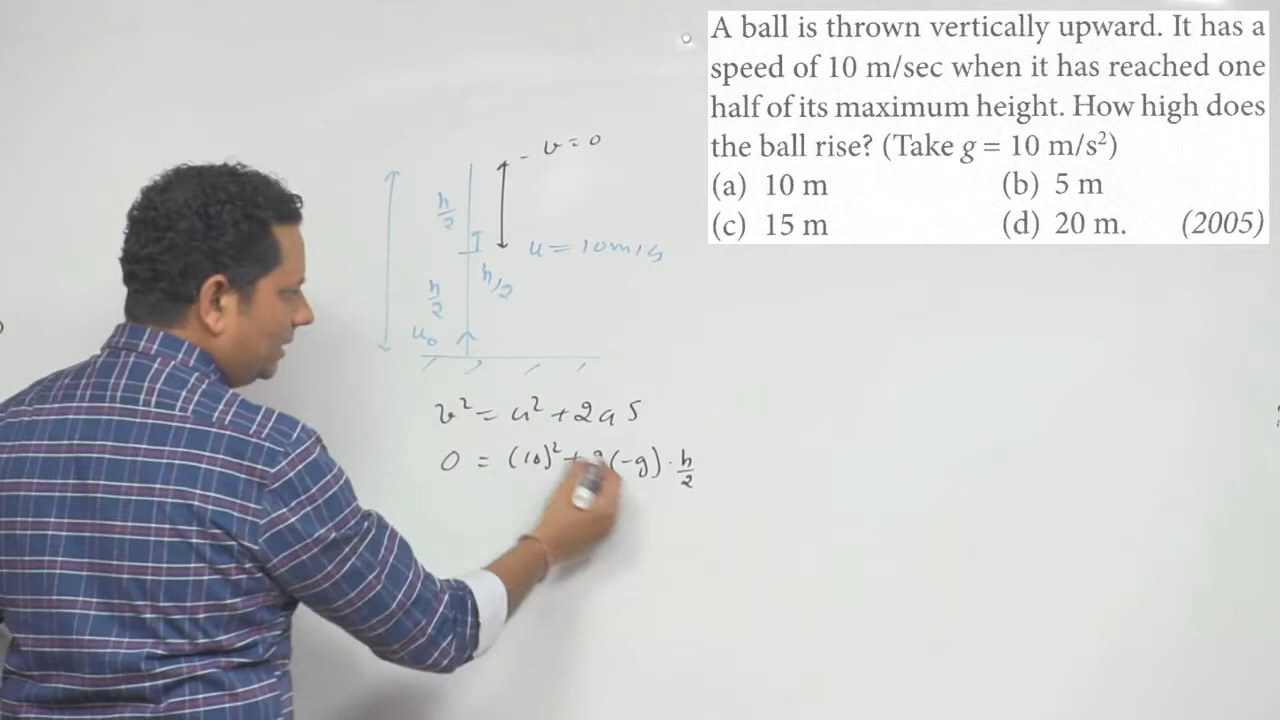 A ball is thrown vertically upward. It has a
speed of 10 m/sec when it has reached one
half of its maximum height. How high does
the ball rise? (Take g = 10 m/s²)
(a) 10 m (b) 5 m
(c) 15 m (d) 20 m. (2005)
v = 0
h/2
u = 10m/s
h/2
h/2
u₀
v² = u² + 2as
0 = (10)² + 2(-g) · h/2